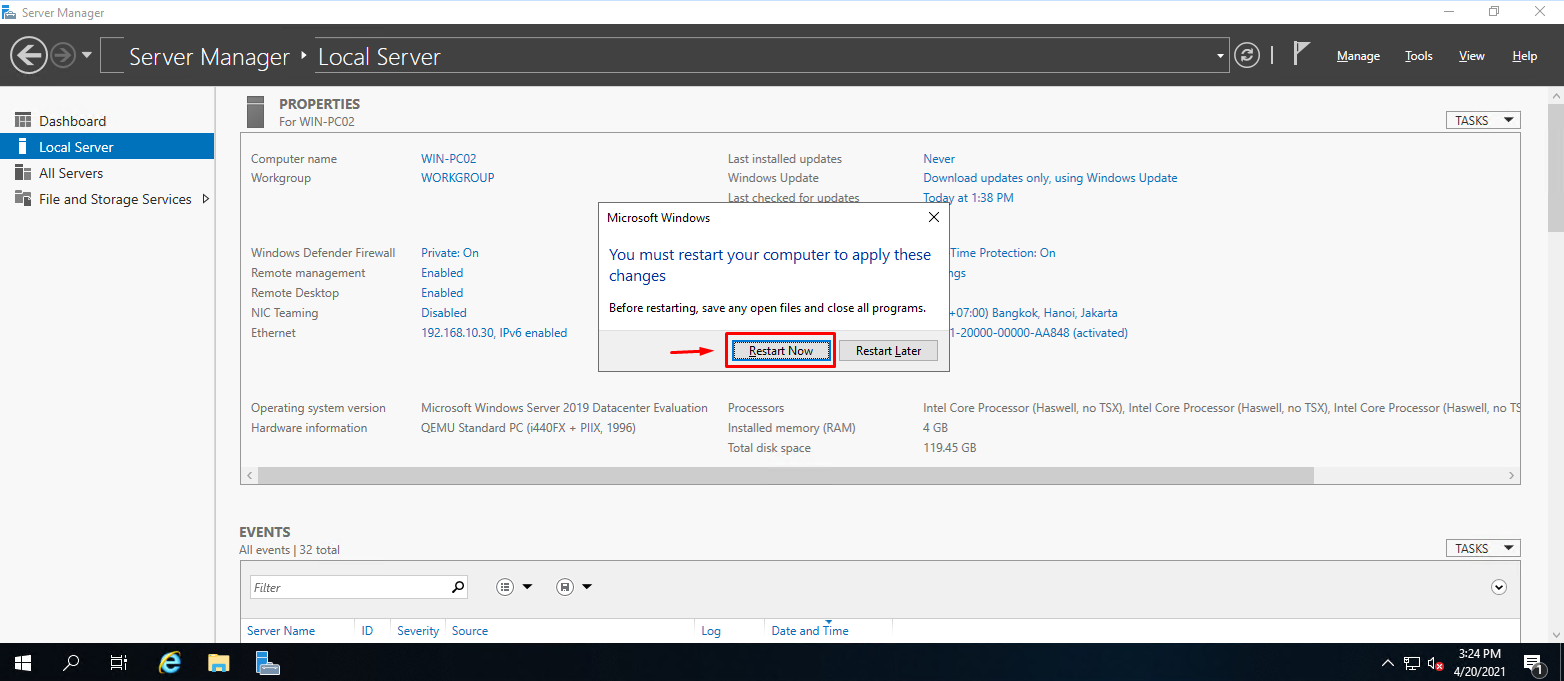 Server Manager
Server Manager
Local Server
Manage Tools View Help
Dashboard
Local Server
All Servers
File and Storage Services
PROPERTIES
For WIN-PC02
TASKS
Computer name WIN-PC02 Last installed updates Never
Workgroup WORKGROUP Windows Update Download updates only, using Windows Update
Last checked for updates Today at 1:38 PM
Windows Defender Firewall Private: On Time Protection: On
Remote management Enabled ngs
Remote Desktop Enabled
NIC Teaming Disabled +07:00) Bangkok, Hanoi, Jakarta
Ethernet 192.168.10.30, IPv6 enabled 1-20000-00000-AA848 (activated)
Microsoft Windows
You must restart your computer to apply these
changes
Before restarting, save any open files and close all programs.
Restart Now Restart Later
Operating system version Microsoft Windows Server 2019 Datacenter Evaluation Processors Intel Core Processor (Haswell, no TSX), Intel Core Processor (Haswell, no TSX), Intel Core Processor (Haswell, no TS
Hardware information QEMU Standard PC (i440FX + PIIX, 1996) Installed memory (RAM) 4 GB
Total disk space 119.45 GB
EVENTS
All events | 32 total
TASKS
Filter
Server Name ID Severity Source Log Date and Time
3:24 PM
4/20/2021
1